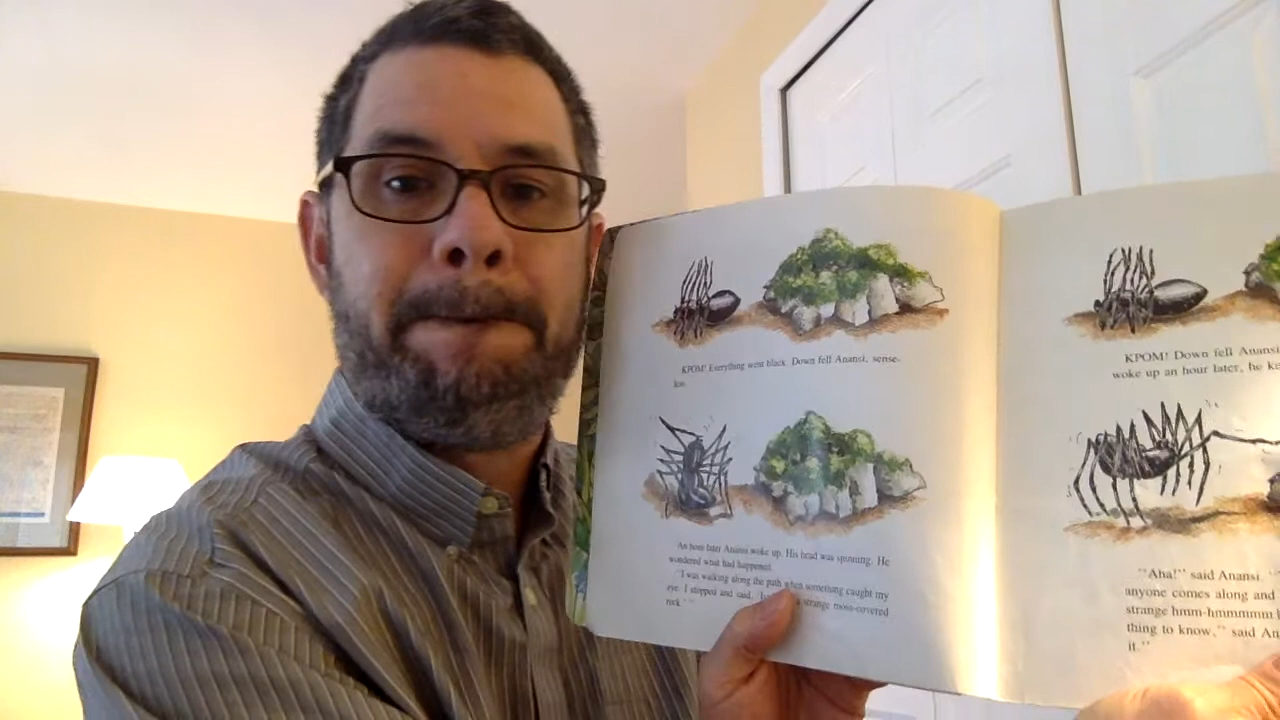 KPOM! Everything went black. Down fell Anansi, sense-
less.
An hour later Anansi woke up. His head was spinning. He
wondered what had happened.
"I was walking along the path when something caught my
eye. I stopped and said, strange moss-covered
rock.' "
KPOM! Down fell Anansi
woke up an hour later, he
"Aha!" said Anansi.
anyone comes along and
strange hmm-hmmmmm
thing to know," said
it."